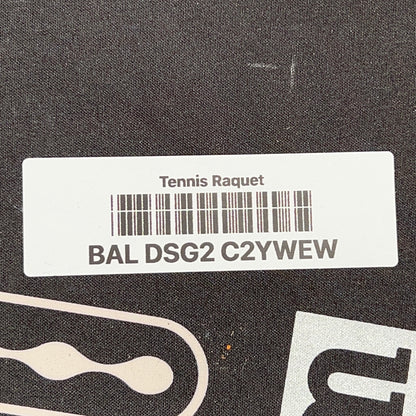 Tennis Raquet
BAL DSG2 C2YWEW
m